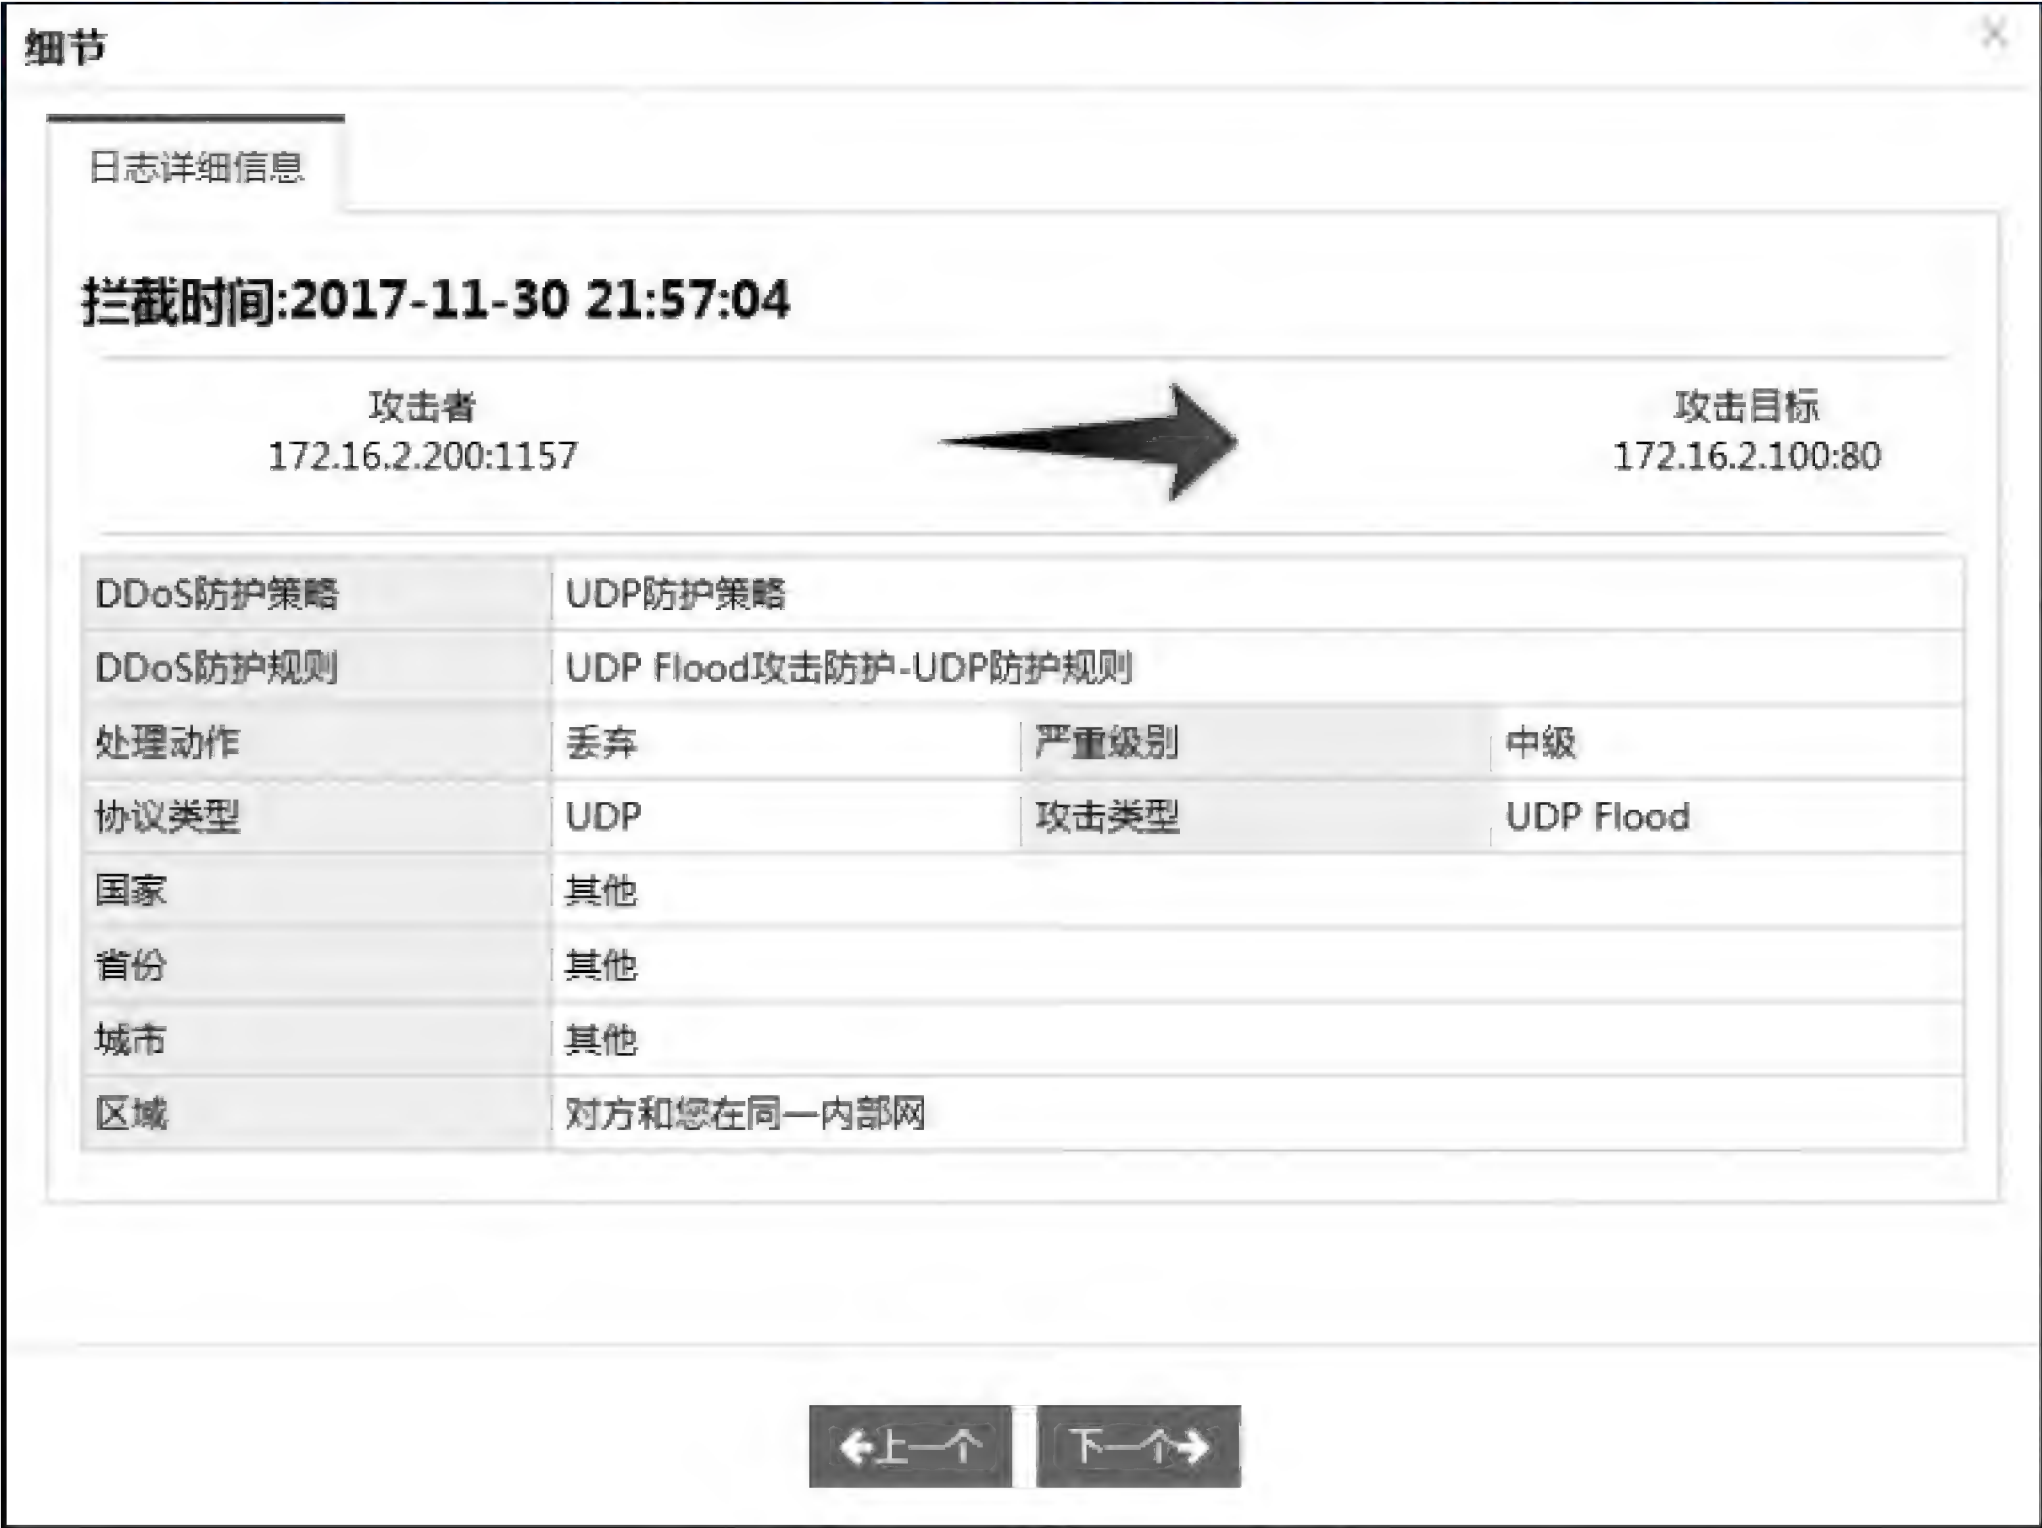 细节
日志详细信息
拦截时间:2017-11-30 21:57:04
攻击者
172.16.2.200:1157
攻击目标
172.16.2.100:80
DDoS防护策略 UDP防护策略
DDoS防护规则 UDP Flood攻击防护-UDP防护规则
处理动作 丢弃 严重级别 中级
协议类型 UDP 攻击类型 UDP Flood
国家 其他
省份 其他
城市 其他
区域 对方和您在同一内部网
上一个 下一个